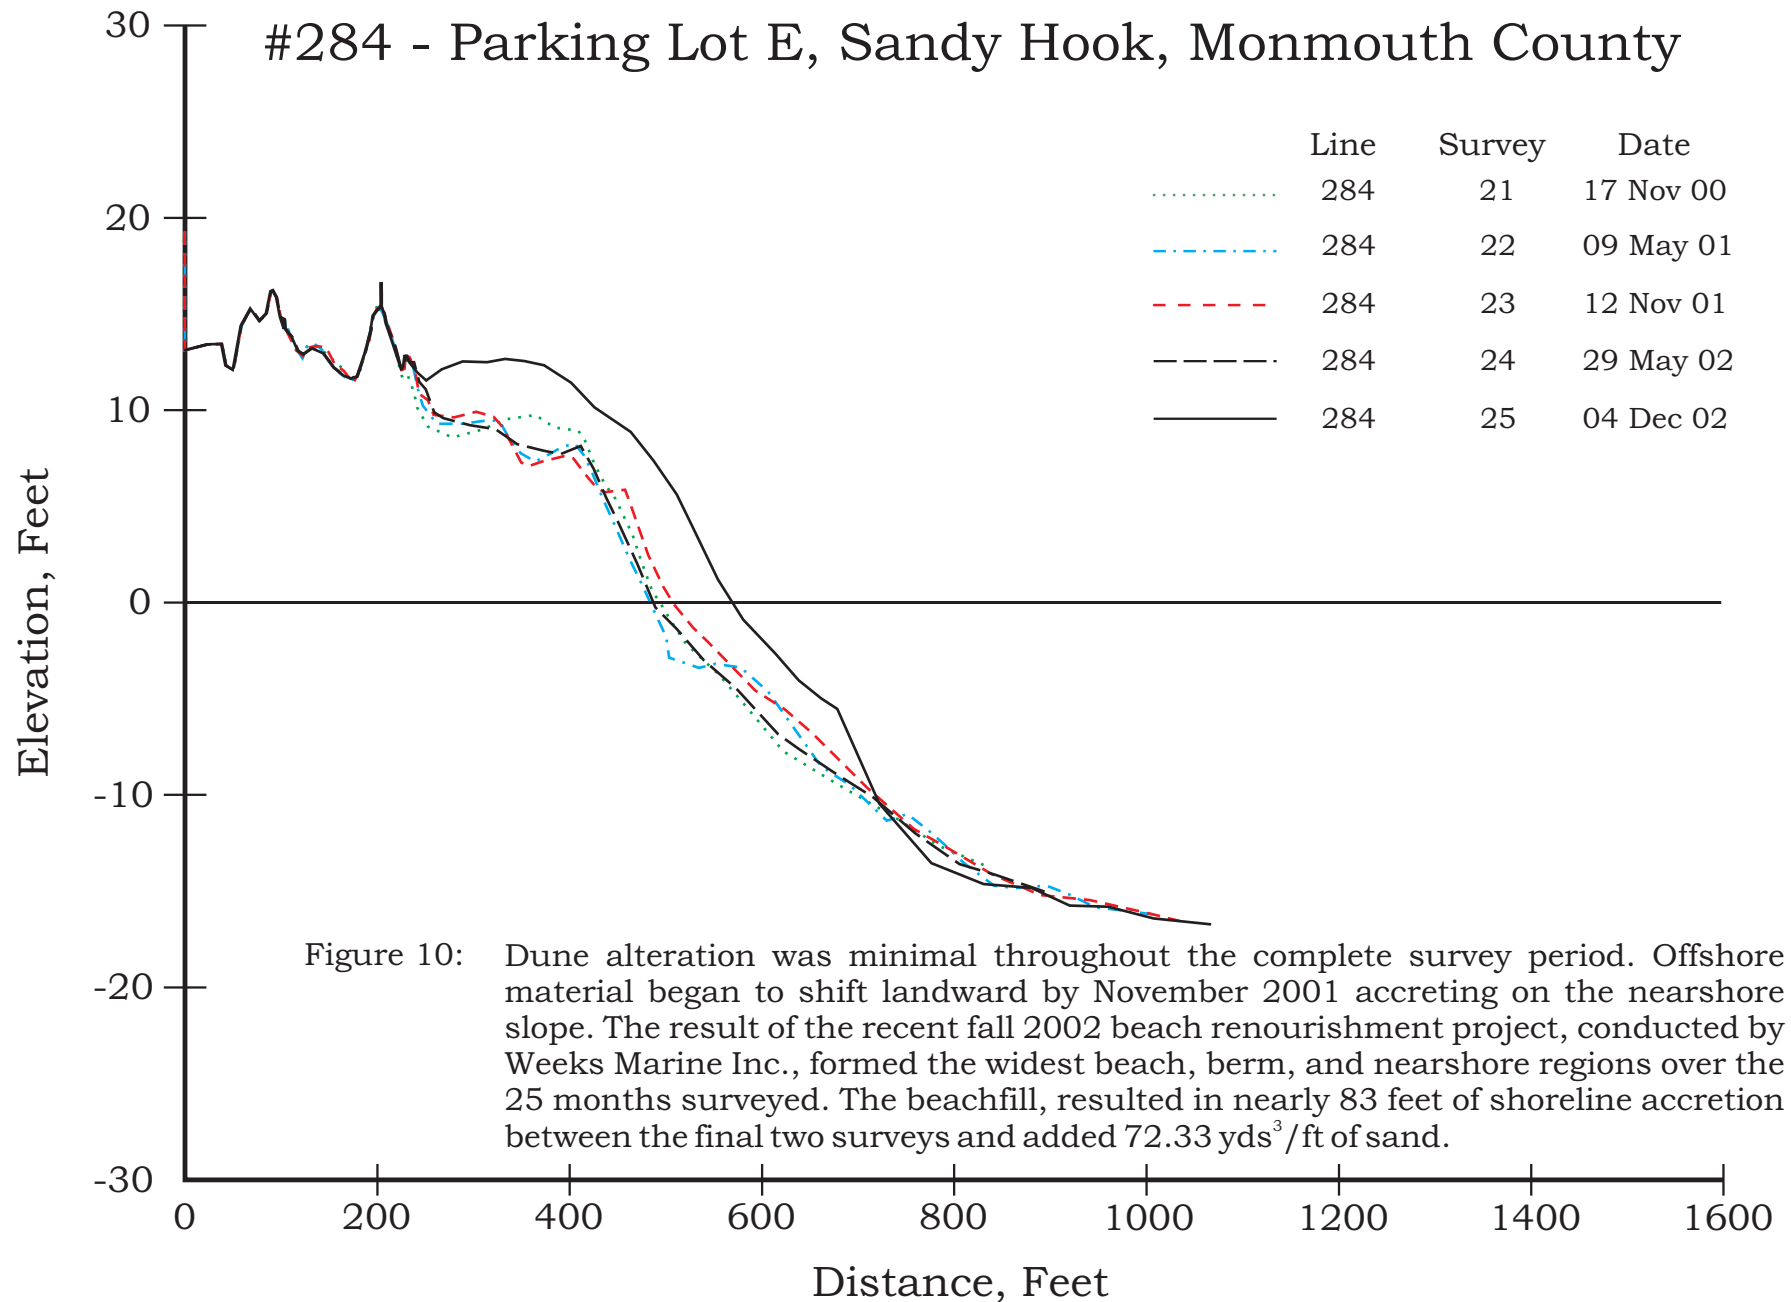 #284 - Parking Lot E, Sandy Hook, Monmouth County
Line Survey Date
284 21 17 Nov 00
284 22 09 May 01
284 23 12 Nov 01
284 24 29 May 02
284 25 04 Dec 02
Elevation, Feet
30
20
10
0
-10
-20
-30
Figure 10: Dune alteration was minimal throughout the complete survey period. Offshore
material began to shift landward by November 2001 accreting on the nearshore
slope. The result of the recent fall 2002 beach renourishment project, conducted by
Weeks Marine Inc., formed the widest beach, berm, and nearshore regions over the
25 months surveyed. The beachfill, resulted in nearly 83 feet of shoreline accretion
between the final two surveys and added 72.33 yds³/ft of sand.
0 200 400 600 800 1000 1200 1400 1600
Distance, Feet